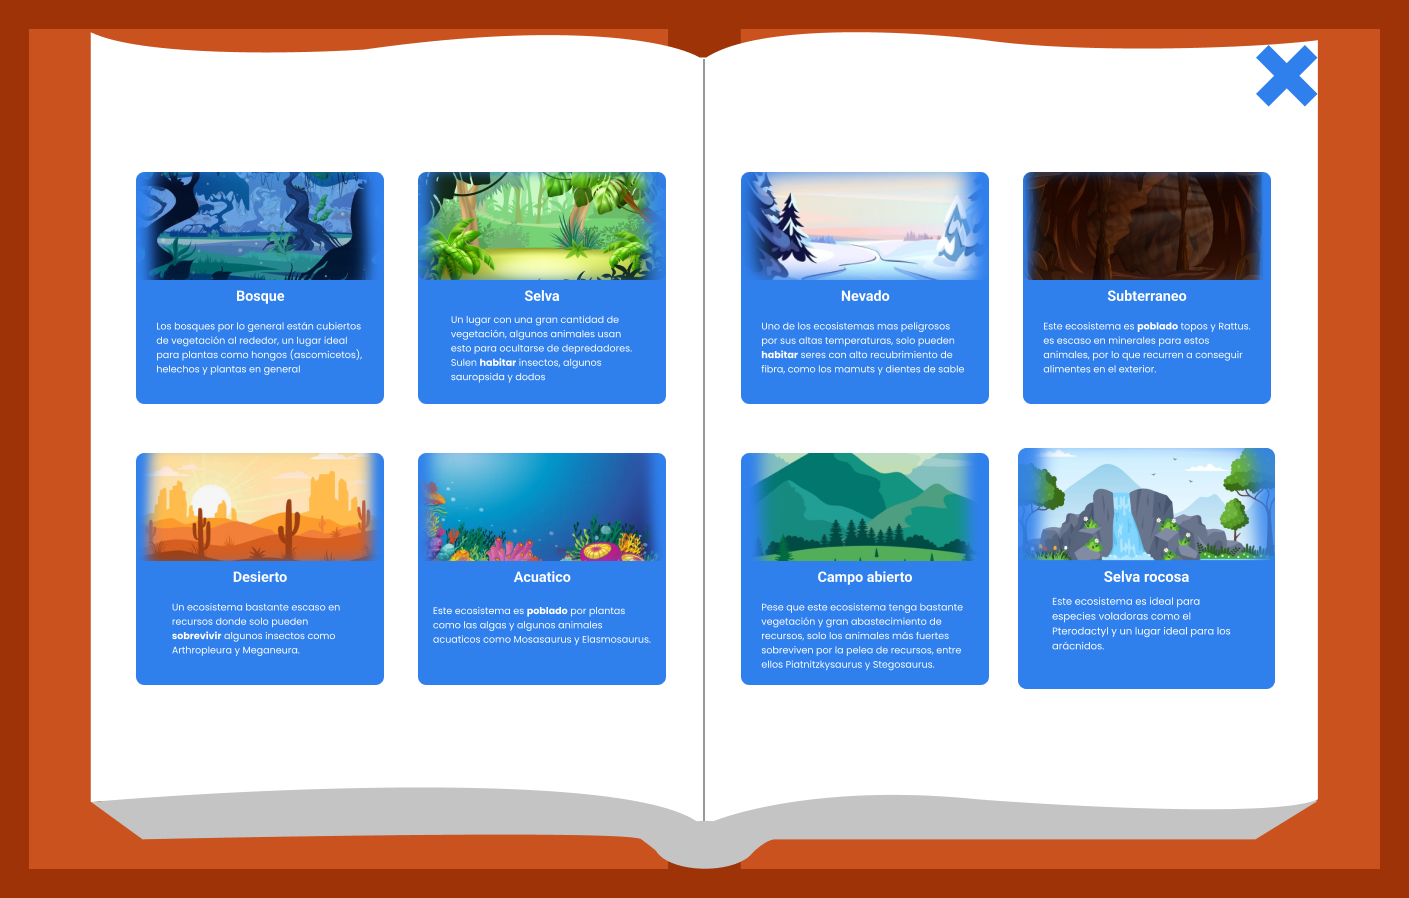 Bosque
Los bosques por lo general están cubiertos
de vegetación al rededor, un lugar ideal
para plantas como hongos (ascomicetos),
helechos y plantas en general
Selva
Un lugar con una gran cantidad de
vegetación, algunos animales usan
esto para ocultarse de depredadores.
Sulen habitar insectos, algunos
sauropsida y dodos
Desierto
Un ecosistema bastante escaso en
recursos donde solo pueden
sobrevivir algunos insectos como
Arthropleura y Meganeura.
Acuatico
Este ecosistema es poblado por plantas
como las algas y algunos animales
acuaticos como Mosasaurus y Elasmosaurus.
Nevado
Uno de los ecosistemas mas peligrosos
por sus altas temperaturas, solo pueden
habitar seres con alto recubrimiento de
fibra, como los mamuts y dientes de sable
Subterraneo
Este ecosistema es poblado topos y Rattus.
es escaso en minerales para estos
animales, por lo que recurren a conseguir
alimentes en el exterior.
Campo abierto
Pese que este ecosistema tenga bastante
vegetación y gran abastecimiento de
recursos, solo los animales más fuertes
sobreviven por la pelea de recursos, entre
ellos Piatnitzkysaurus y Stegosaurus.
Selva rocosa
Este ecosistema es ideal para
especies voladoras como el
Pterodactyl y un lugar ideal para los
arácnidos.